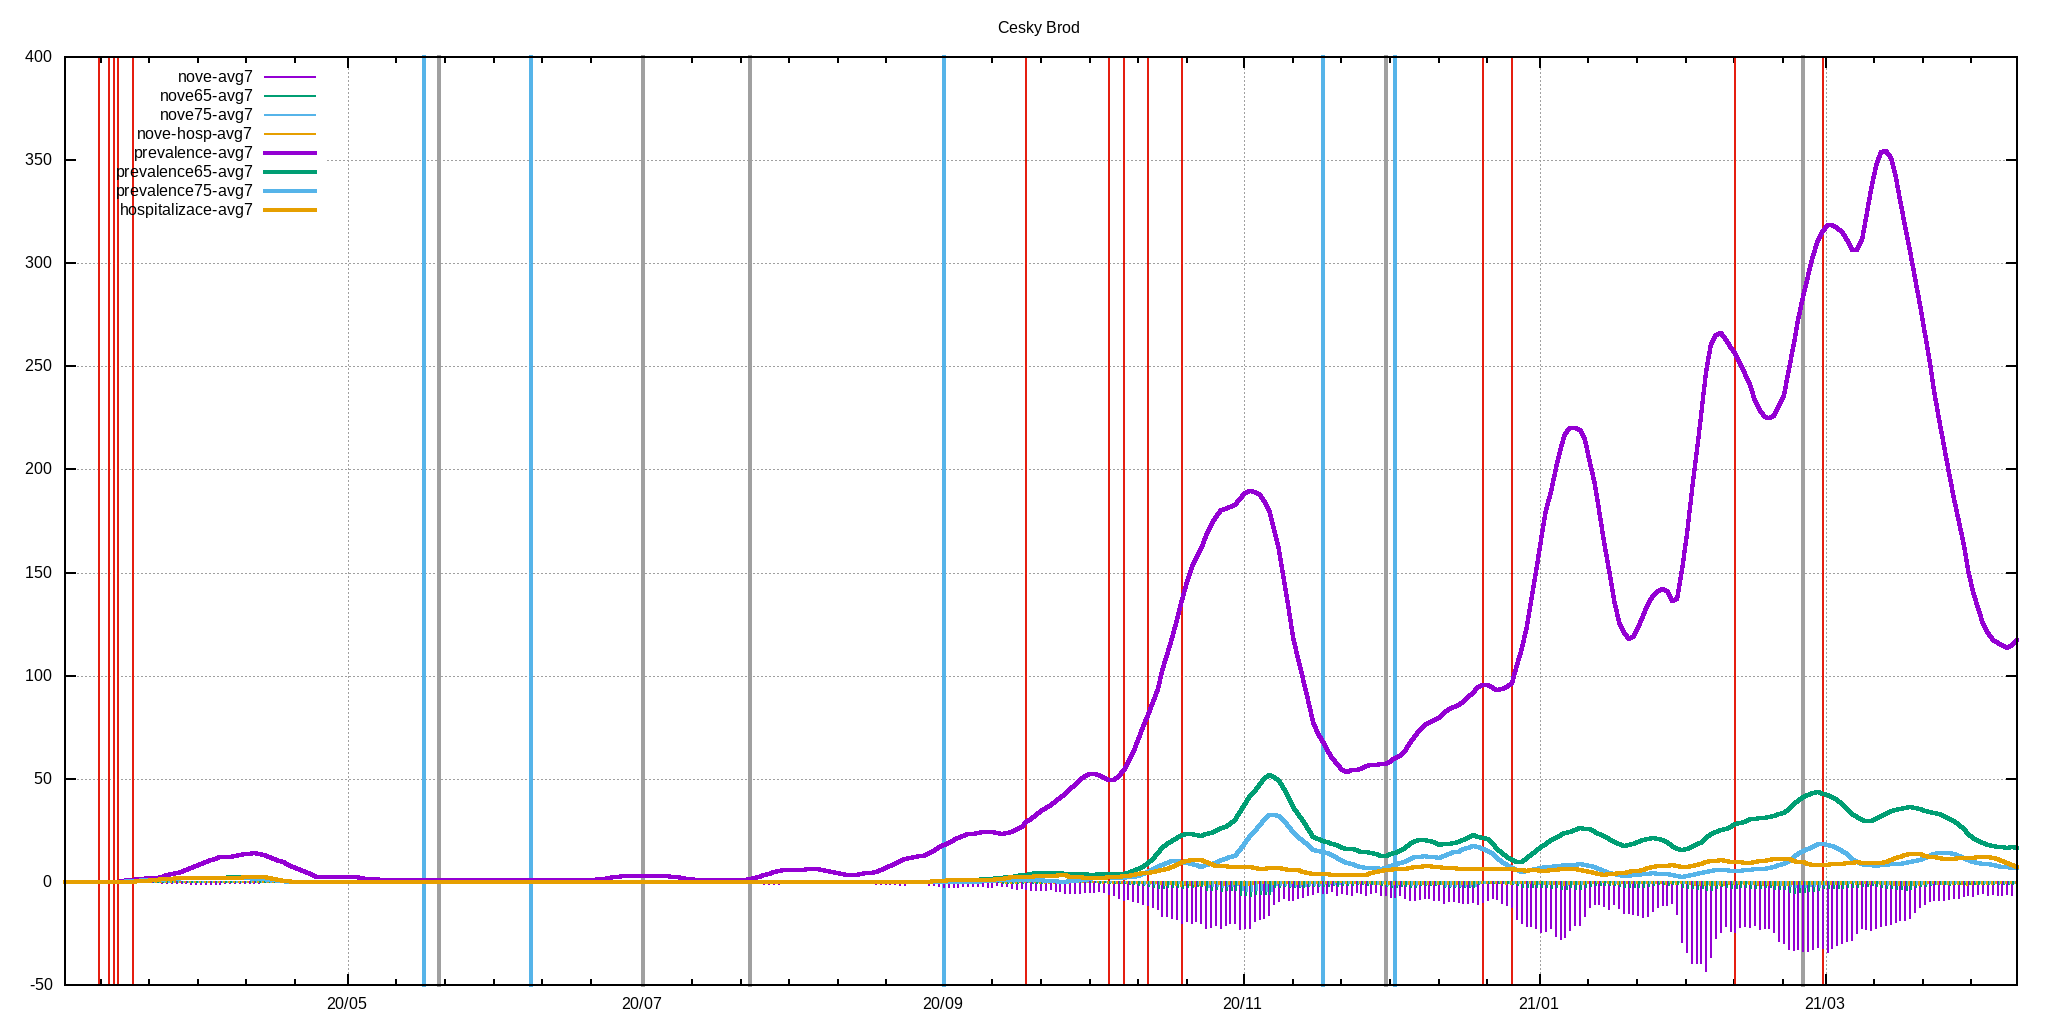 Cesky Brod
400
350
300
250
200
150
100
50
0
-50
nove-avg7
nove65-avg7
nove75-avg7
nove-hosp-avg7
prevalence-avg7
prevalence65-avg7
prevalence75-avg7
hospitalizace-avg7
20/05 20/07 20/09 20/11 21/01 21/03